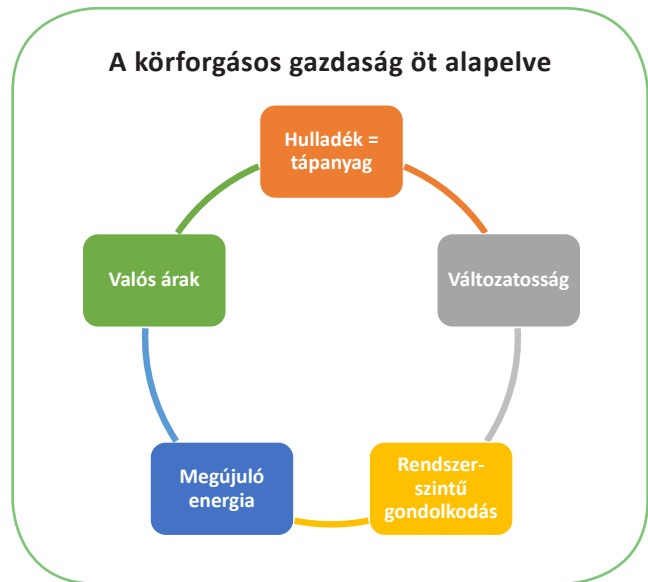 A körforgásos gazdaság öt alapelve
Hulladék =
tápanyag
Változatosság
Rendszer-
szintű
gondolkodás
Megújuló
energia
Valós árak